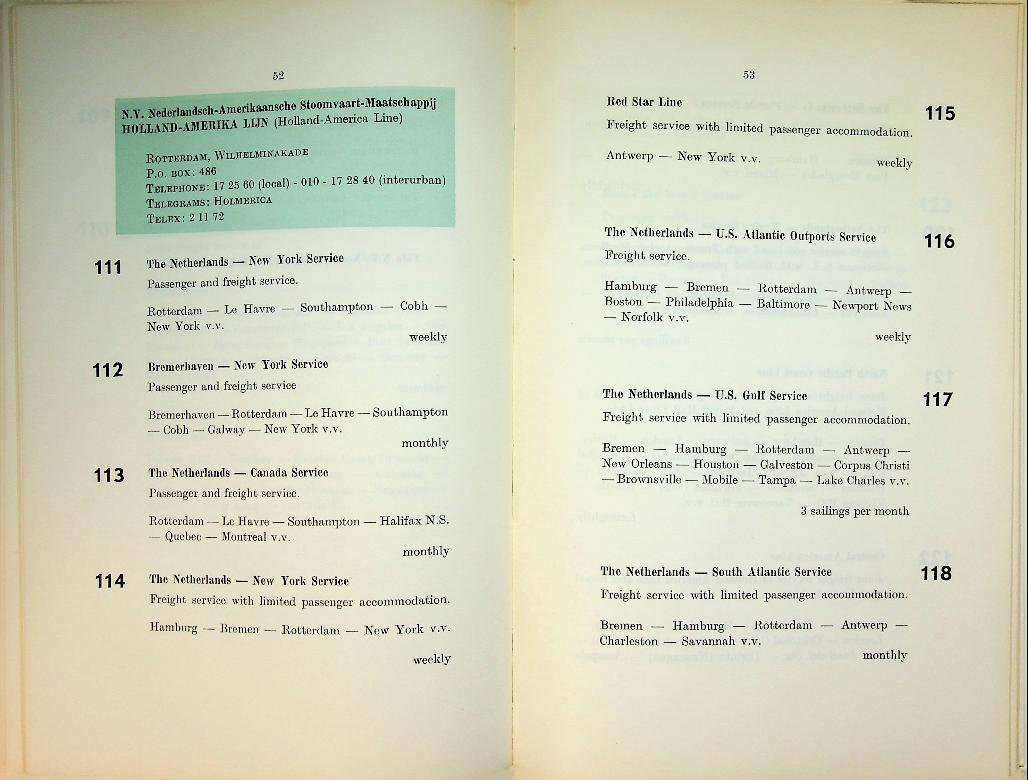 52
N.V. Nederlandsch-Amerikaansche Stoomvaart-Maatschappij
HOLLAND-AMERIKA LIJN (Holland-America Line)
ROTTERDAM, WILHELMINAKADE
P.O. BOX: 486
TELEPHONE: 17 25 60 (local) - 010 - 17 28 40 (interurban)
TELEGRAMS: HOLMERICA
TELEX: 2 11 72
111 The Netherlands — New York Service
Passenger and freight service.
Rotterdam — Le Havre — Southampton — Cobh —
New York v.v.
weekly
112 Bremerhaven — New York Service
Passenger and freight service
Bremerhaven — Rotterdam — Le Havre — Southampton
— Cobh — Galway — New York v.v.
monthly
113 The Netherlands — Canada Service
Passenger and freight service.
Rotterdam — Le Havre — Southampton — Halifax N.S.
— Quebec — Montreal v.v.
monthly
114 The Netherlands — New York Service
Freight service with limited passenger accommodation.
Hamburg — Bremen — Rotterdam — New York v.v.
weekly
53
Red Star Line 115
Freight service with limited passenger accommodation.
Antwerp — New York v.v.
weekly
The Netherlands — U.S. Atlantic Outports Service 116
Freight service.
Hamburg — Bremen — Rotterdam — Antwerp —
Boston — Philadelphia — Baltimore — Newport News
— Norfolk v.v.
weekly
The Netherlands — U.S. Gulf Service 117
Freight service with limited passenger accommodation.
Bremen — Hamburg — Rotterdam — Antwerp —
New Orleans — Houston — Galveston — Corpus Christi
— Brownsville — Mobile — Tampa — Lake Charles v.v.
3 sailings per month
The Netherlands — South Atlantic Service 118
Freight service with limited passenger accommodation.
Bremen — Hamburg — Rotterdam — Antwerp —
Charleston — Savannah v.v.
monthly